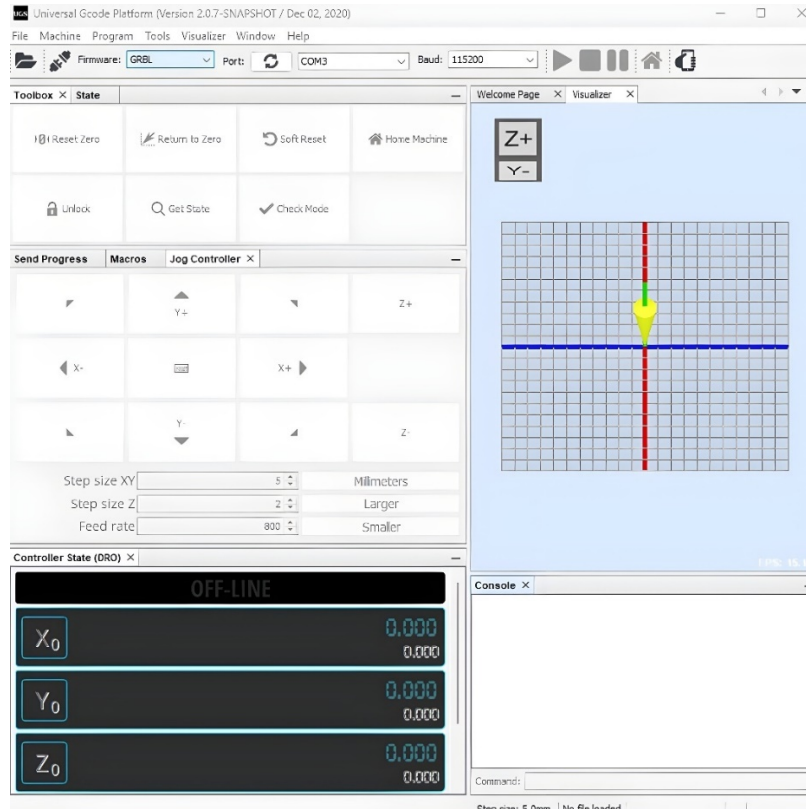 UGS Universal Gcode Platform (Version 2.0.7-SNAPSHOT / Dec 02, 2020)
File Machine Program Tools Visualizer Window Help
Firmware: GRBL Port: COM3 Baud: 115200
Toolbox × State
Reset Zero Return to Zero Soft Reset Home Machine
Unlock Get State Check Mode
Send Progress Macros Jog Controller ×
Y+ Z+
X- X+
Y- Z-
Step size XY 5 Milimeters
Step size Z 2 Larger
Feed rate 800 Smaller
Controller State (DRO) ×
OFF-LINE
X0 0.000
0.000
Y0 0.000
0.000
Z0 0.000
0.000
Welcome Page × Visualizer ×
Z+
Y-
Console ×
Command:
Step size: 5.0mm No file loaded